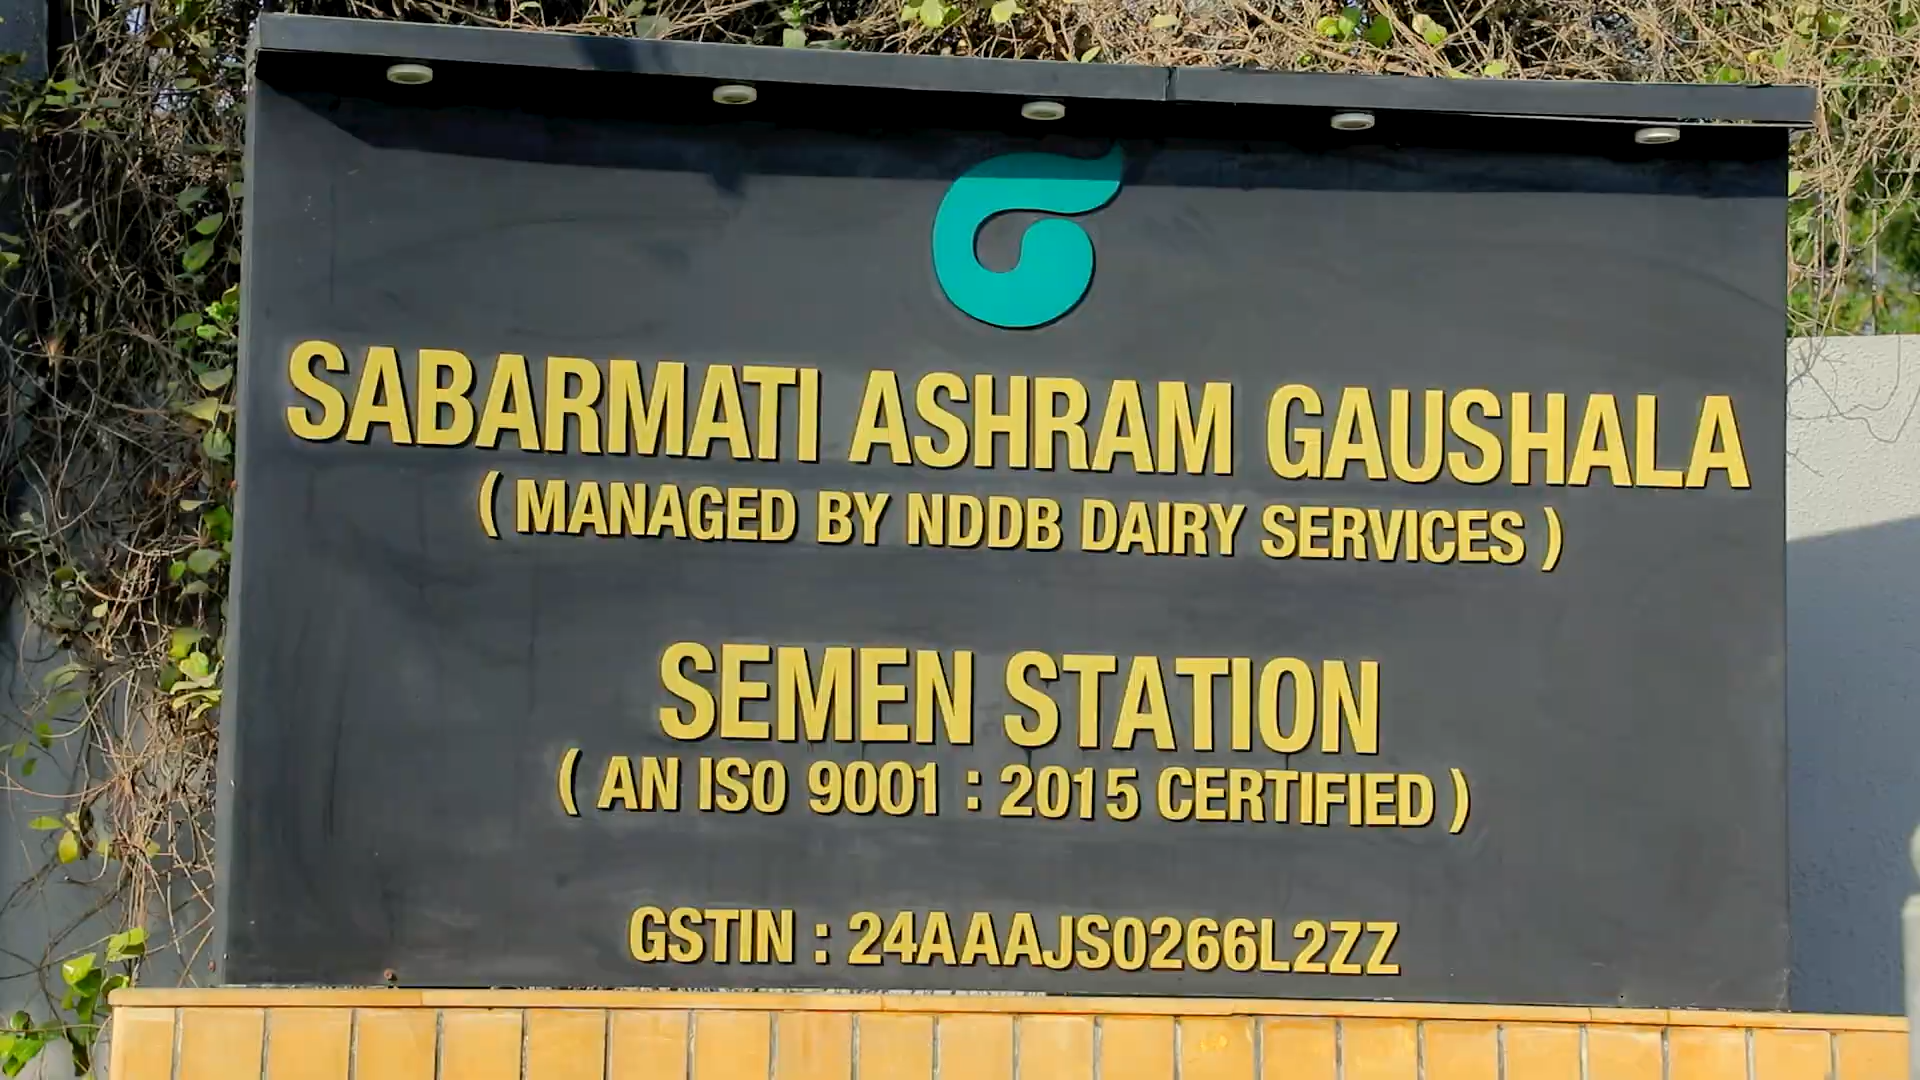 SABARMATI ASHRAM GAUSHALA
( MANAGED BY NDDB DAIRY SERVICES )
SEMEN STATION
( AN ISO 9001 : 2015 CERTIFIED )
GSTIN : 24AAAJS0266L2ZZ